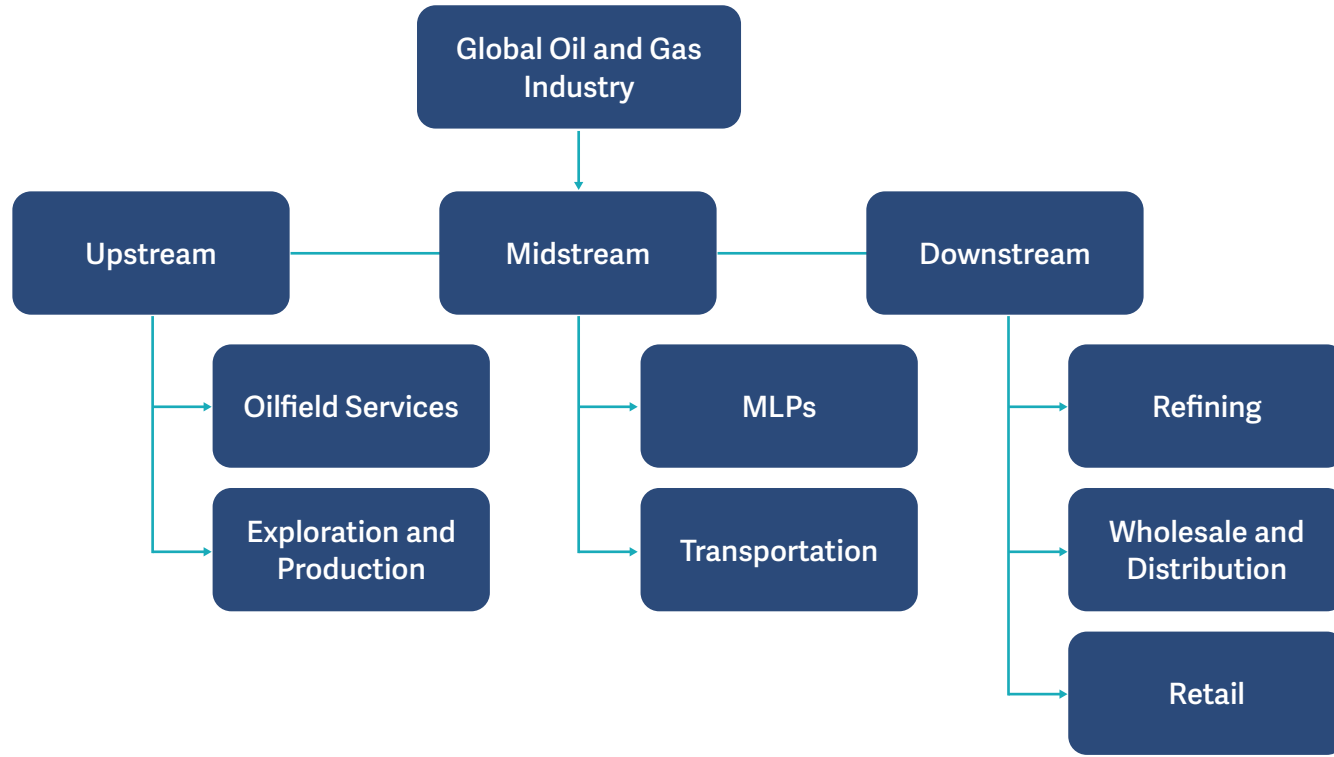 Global Oil and Gas
Industry
Upstream
Midstream
Downstream
Oilfield Services
MLPs
Refining
Exploration and
Production
Transportation
Wholesale and
Distribution
Retail